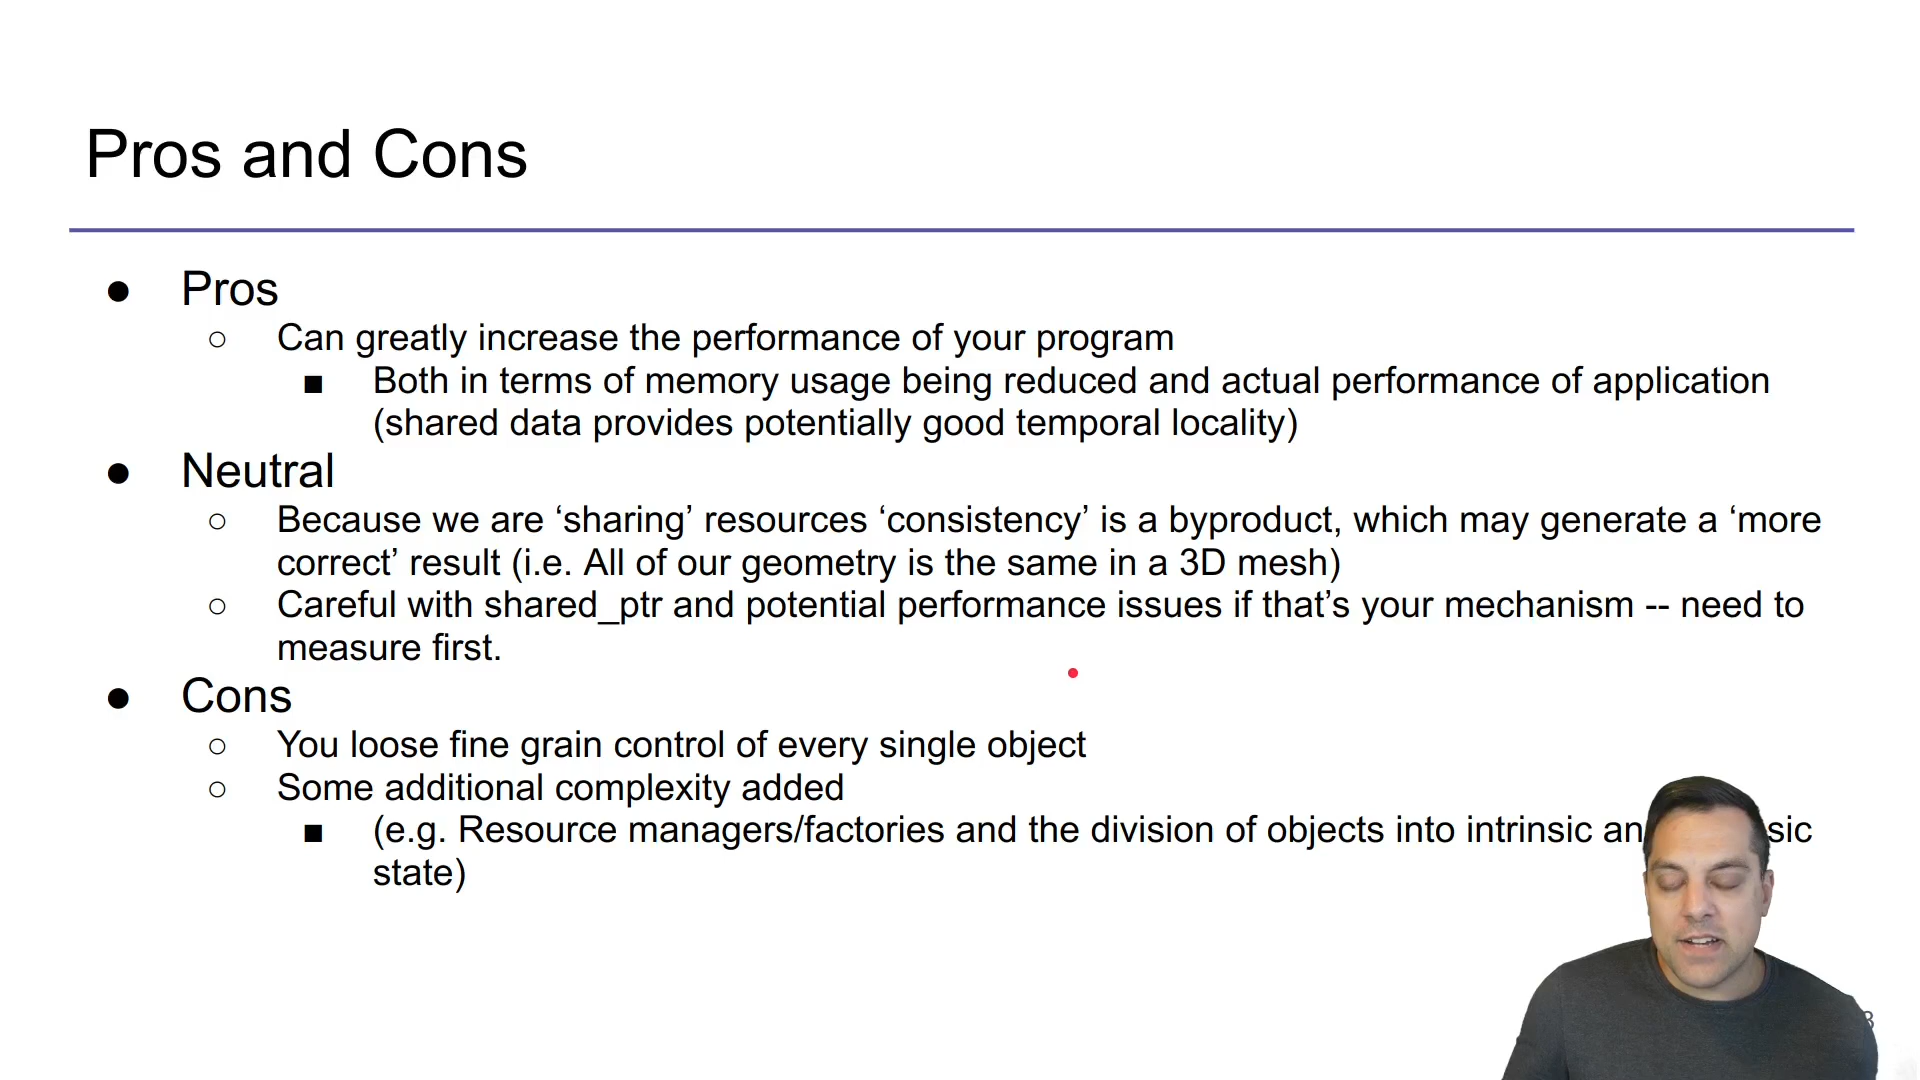 Pros and Cons
● Pros
○ Can greatly increase the performance of your program
■ Both in terms of memory usage being reduced and actual performance of application
(shared data provides potentially good temporal locality)
● Neutral
○ Because we are ‘sharing’ resources ‘consistency’ is a byproduct, which may generate a ‘more
correct’ result (i.e. All of our geometry is the same in a 3D mesh)
○ Careful with shared_ptr and potential performance issues if that’s your mechanism -- need to
measure first.
● Cons
○ You loose fine grain control of every single object
○ Some additional complexity added
■ (e.g. Resource managers/factories and the division of objects into intrinsic
state)